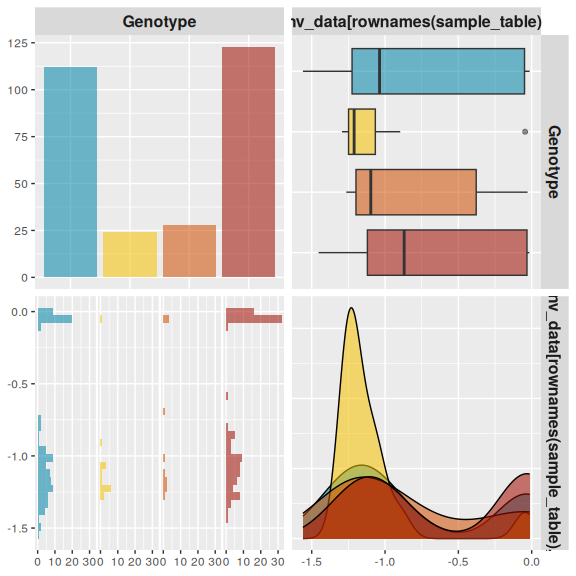 Genotype
nv_data[rownames(sample_table)
125
100
75
50
25
0
Genotype
0.0
-0.5
-1.0
-1.5
nv_data[rownames(sample_table),
0 10 20 30 0 10 20 30 0 10 20 30 0 10 20 30
-1.5 -1.0 -0.5 0.0